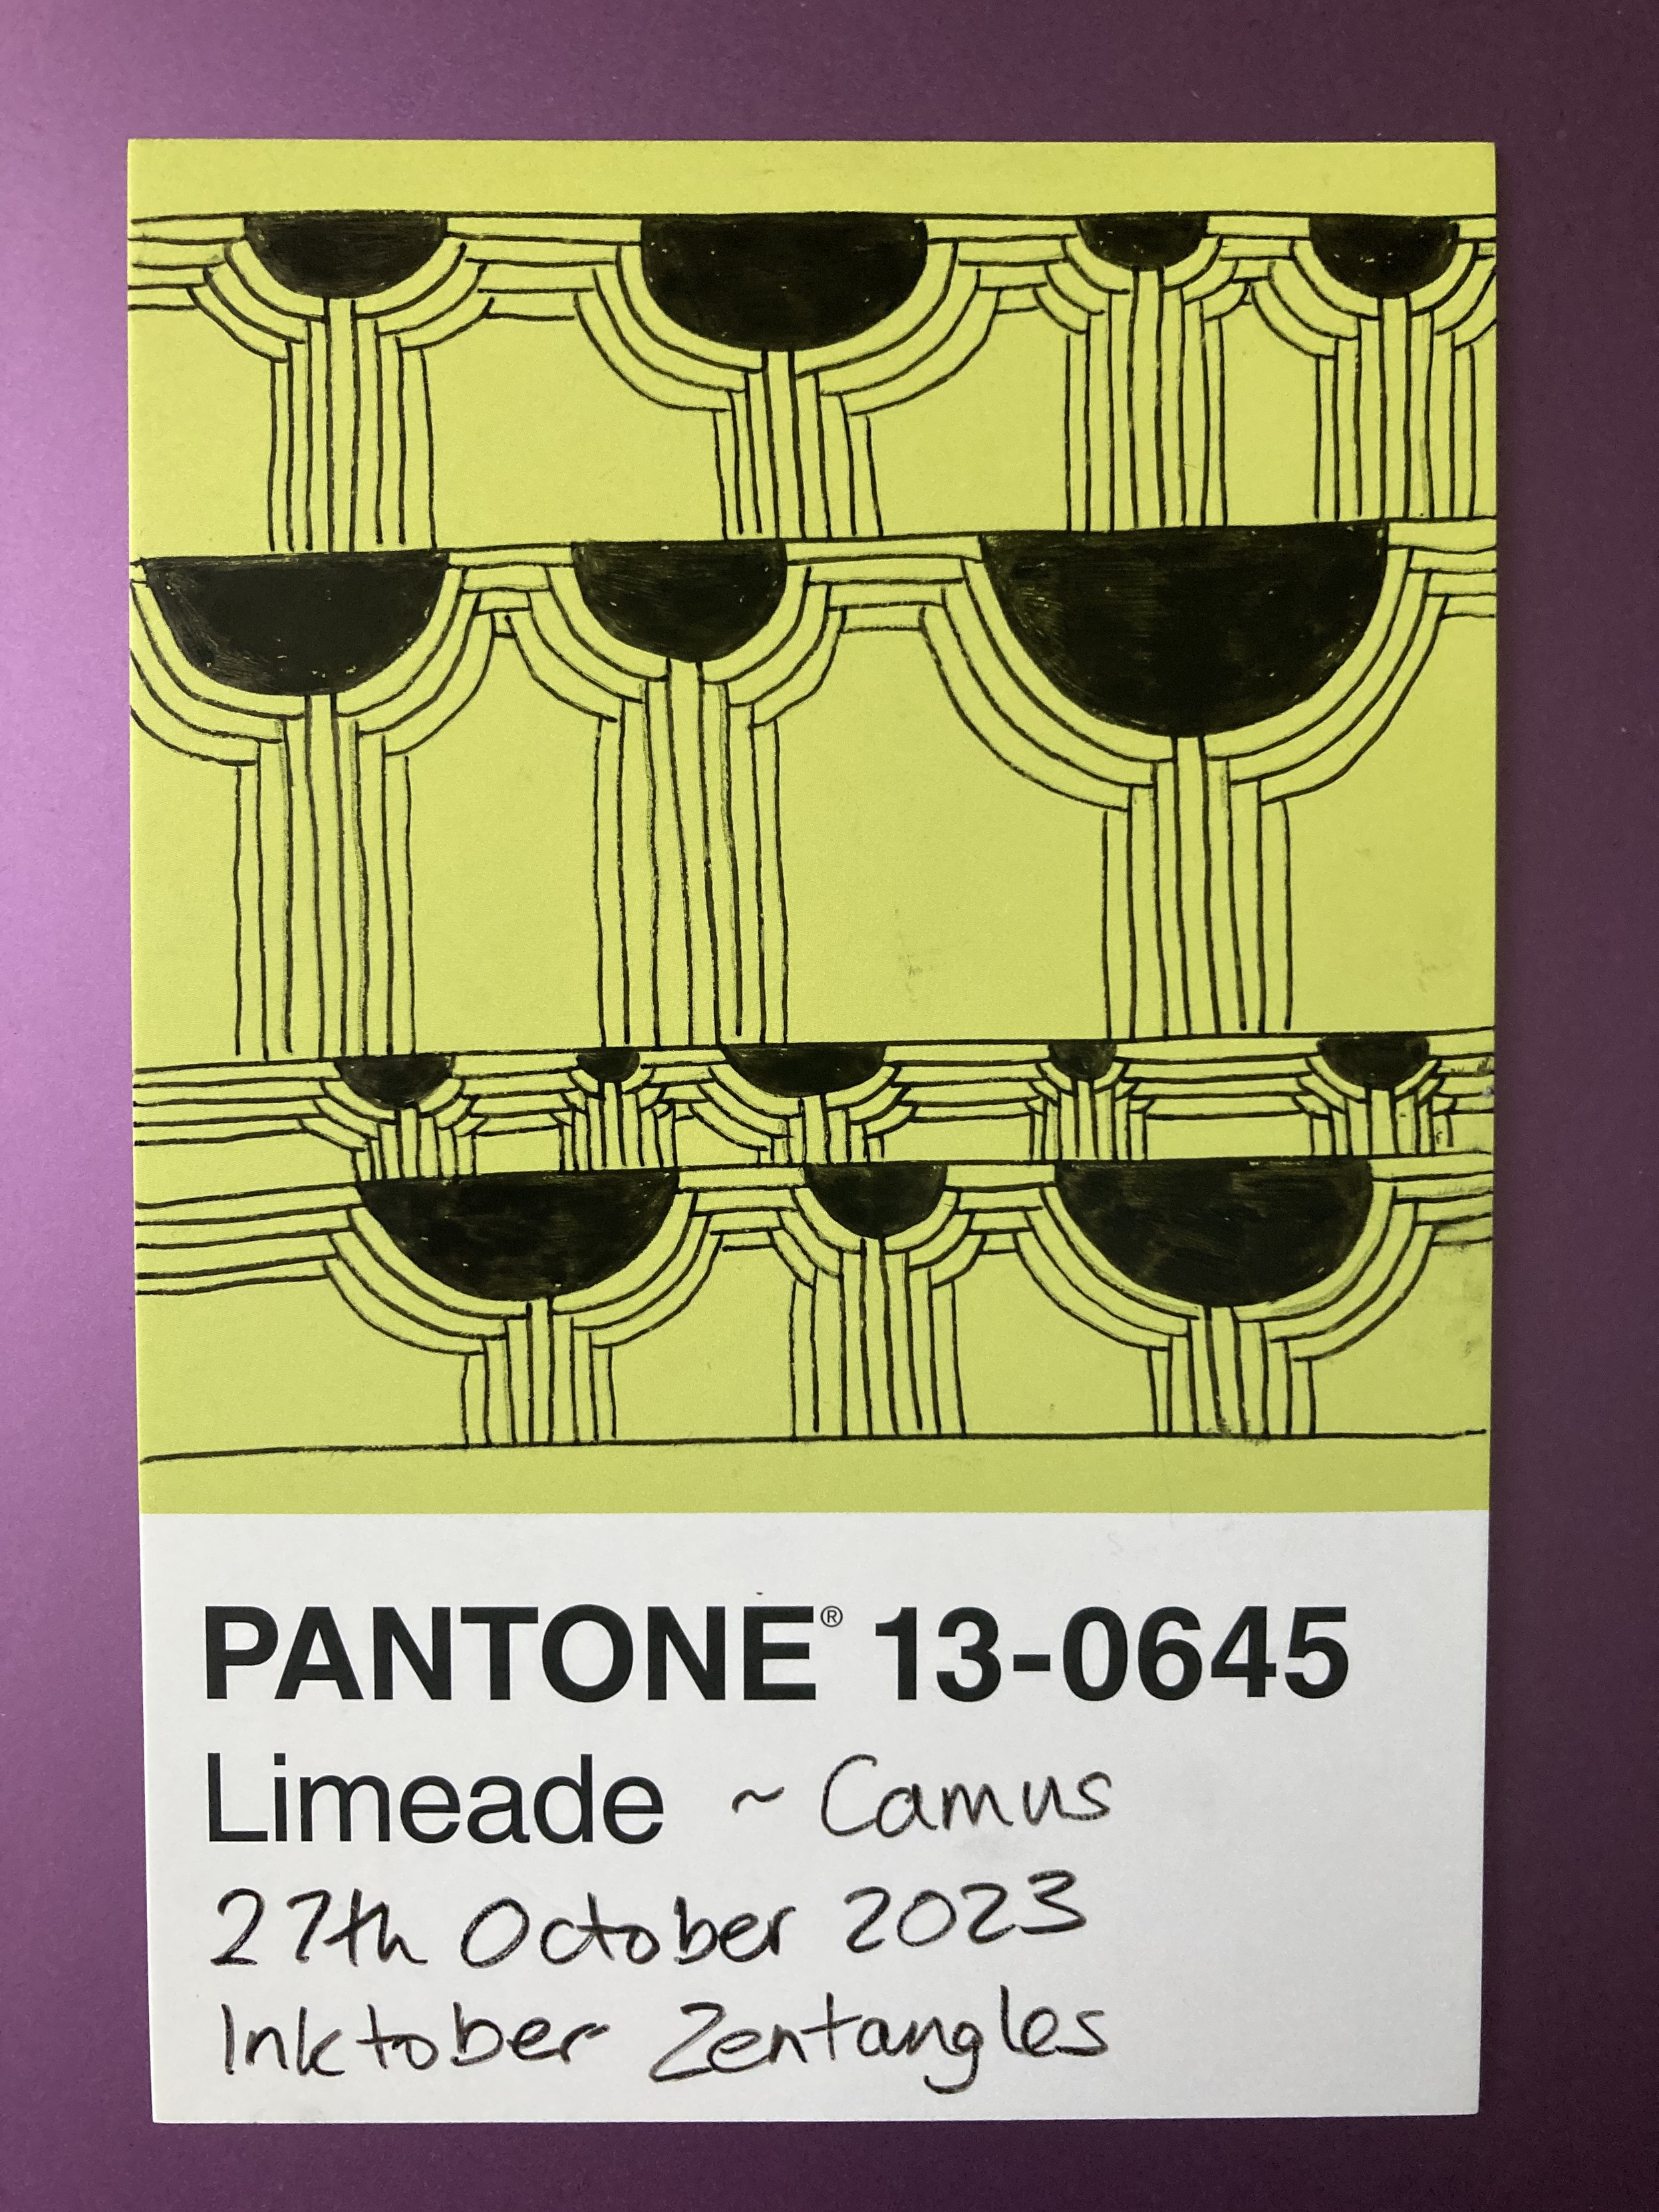 PANTONE® 13-0645
Limeade ~ Camus
27th October 2023
Inktober Zentangles